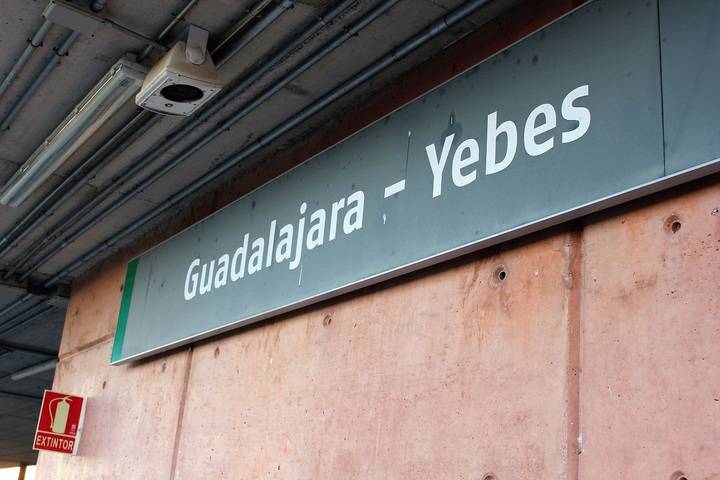 Guadalajara - Yebes
EXTINTOR